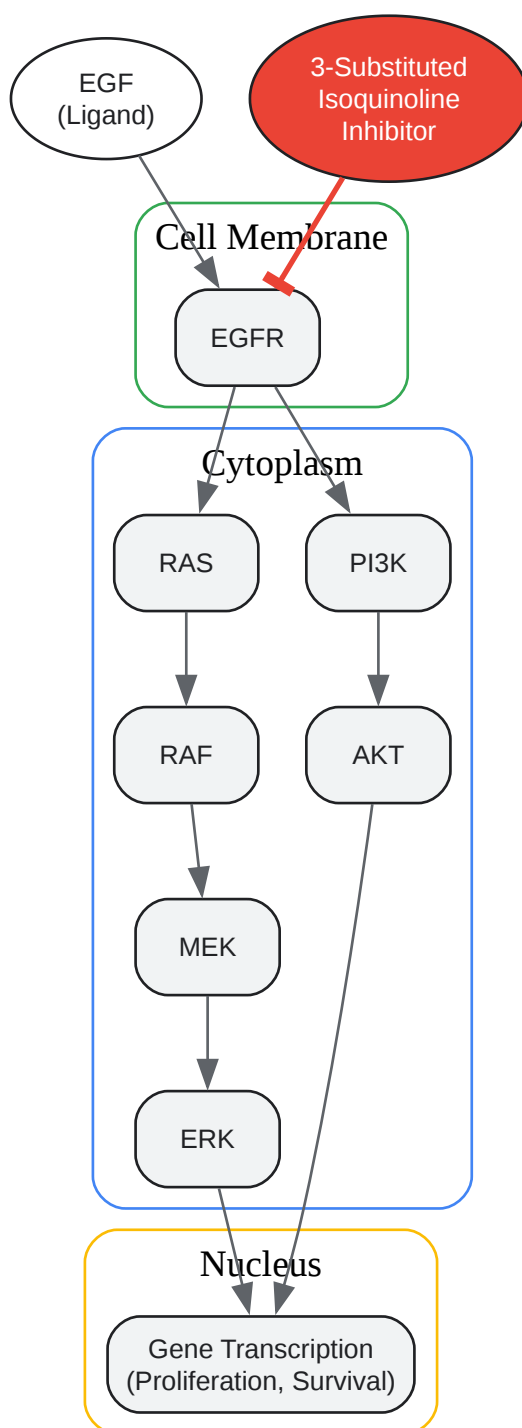 EGF
(Ligand)
3-Substituted
Isoquinoline
Inhibitor
Cell Membrane
EGFR
Cytoplasm
RAS
PI3K
RAF
AKT
MEK
ERK
Nucleus
Gene Transcription
(Proliferation, Survival)